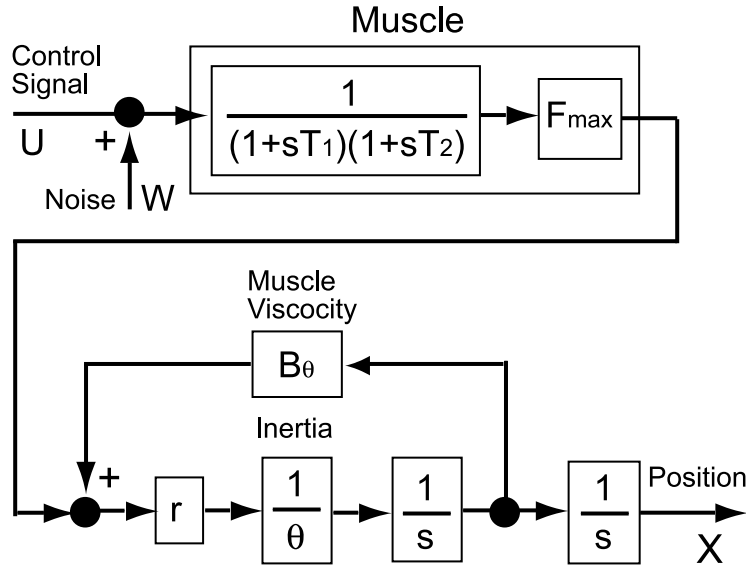 Muscle
Control
Signal
U
+
Noise
W
1
(1+sT1)(1+sT2)
Fmax
Muscle
Viscocity
Bθ
Inertia
+
r
1
θ
1
s
1
s
Position
X